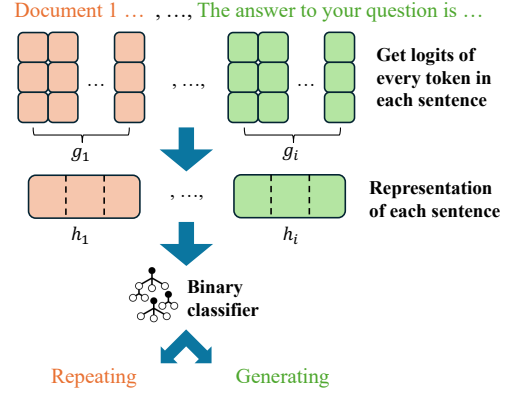 Document 1 … , …, The answer to your question is …
… , …, …
Get logits of
every token in
each sentence
g₁ gᵢ
, …,
Representation
of each sentence
h₁ hᵢ
Binary
classifier
Repeating Generating